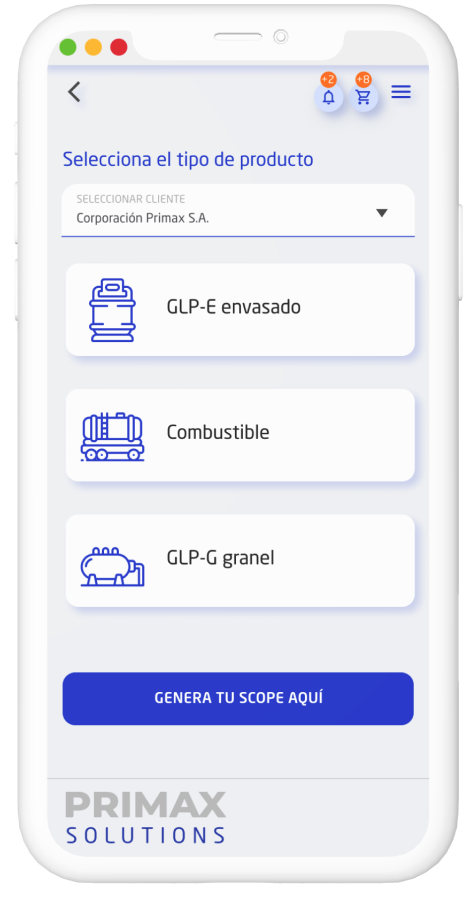 +2
+8
Selecciona el tipo de producto
SELECCIONAR CLIENTE
Corporación Primax S.A.
GLP-E envasado
Combustible
GLP-G granel
GENERA TU SCOPE AQUÍ
PRIMAX
SOLUTIONS